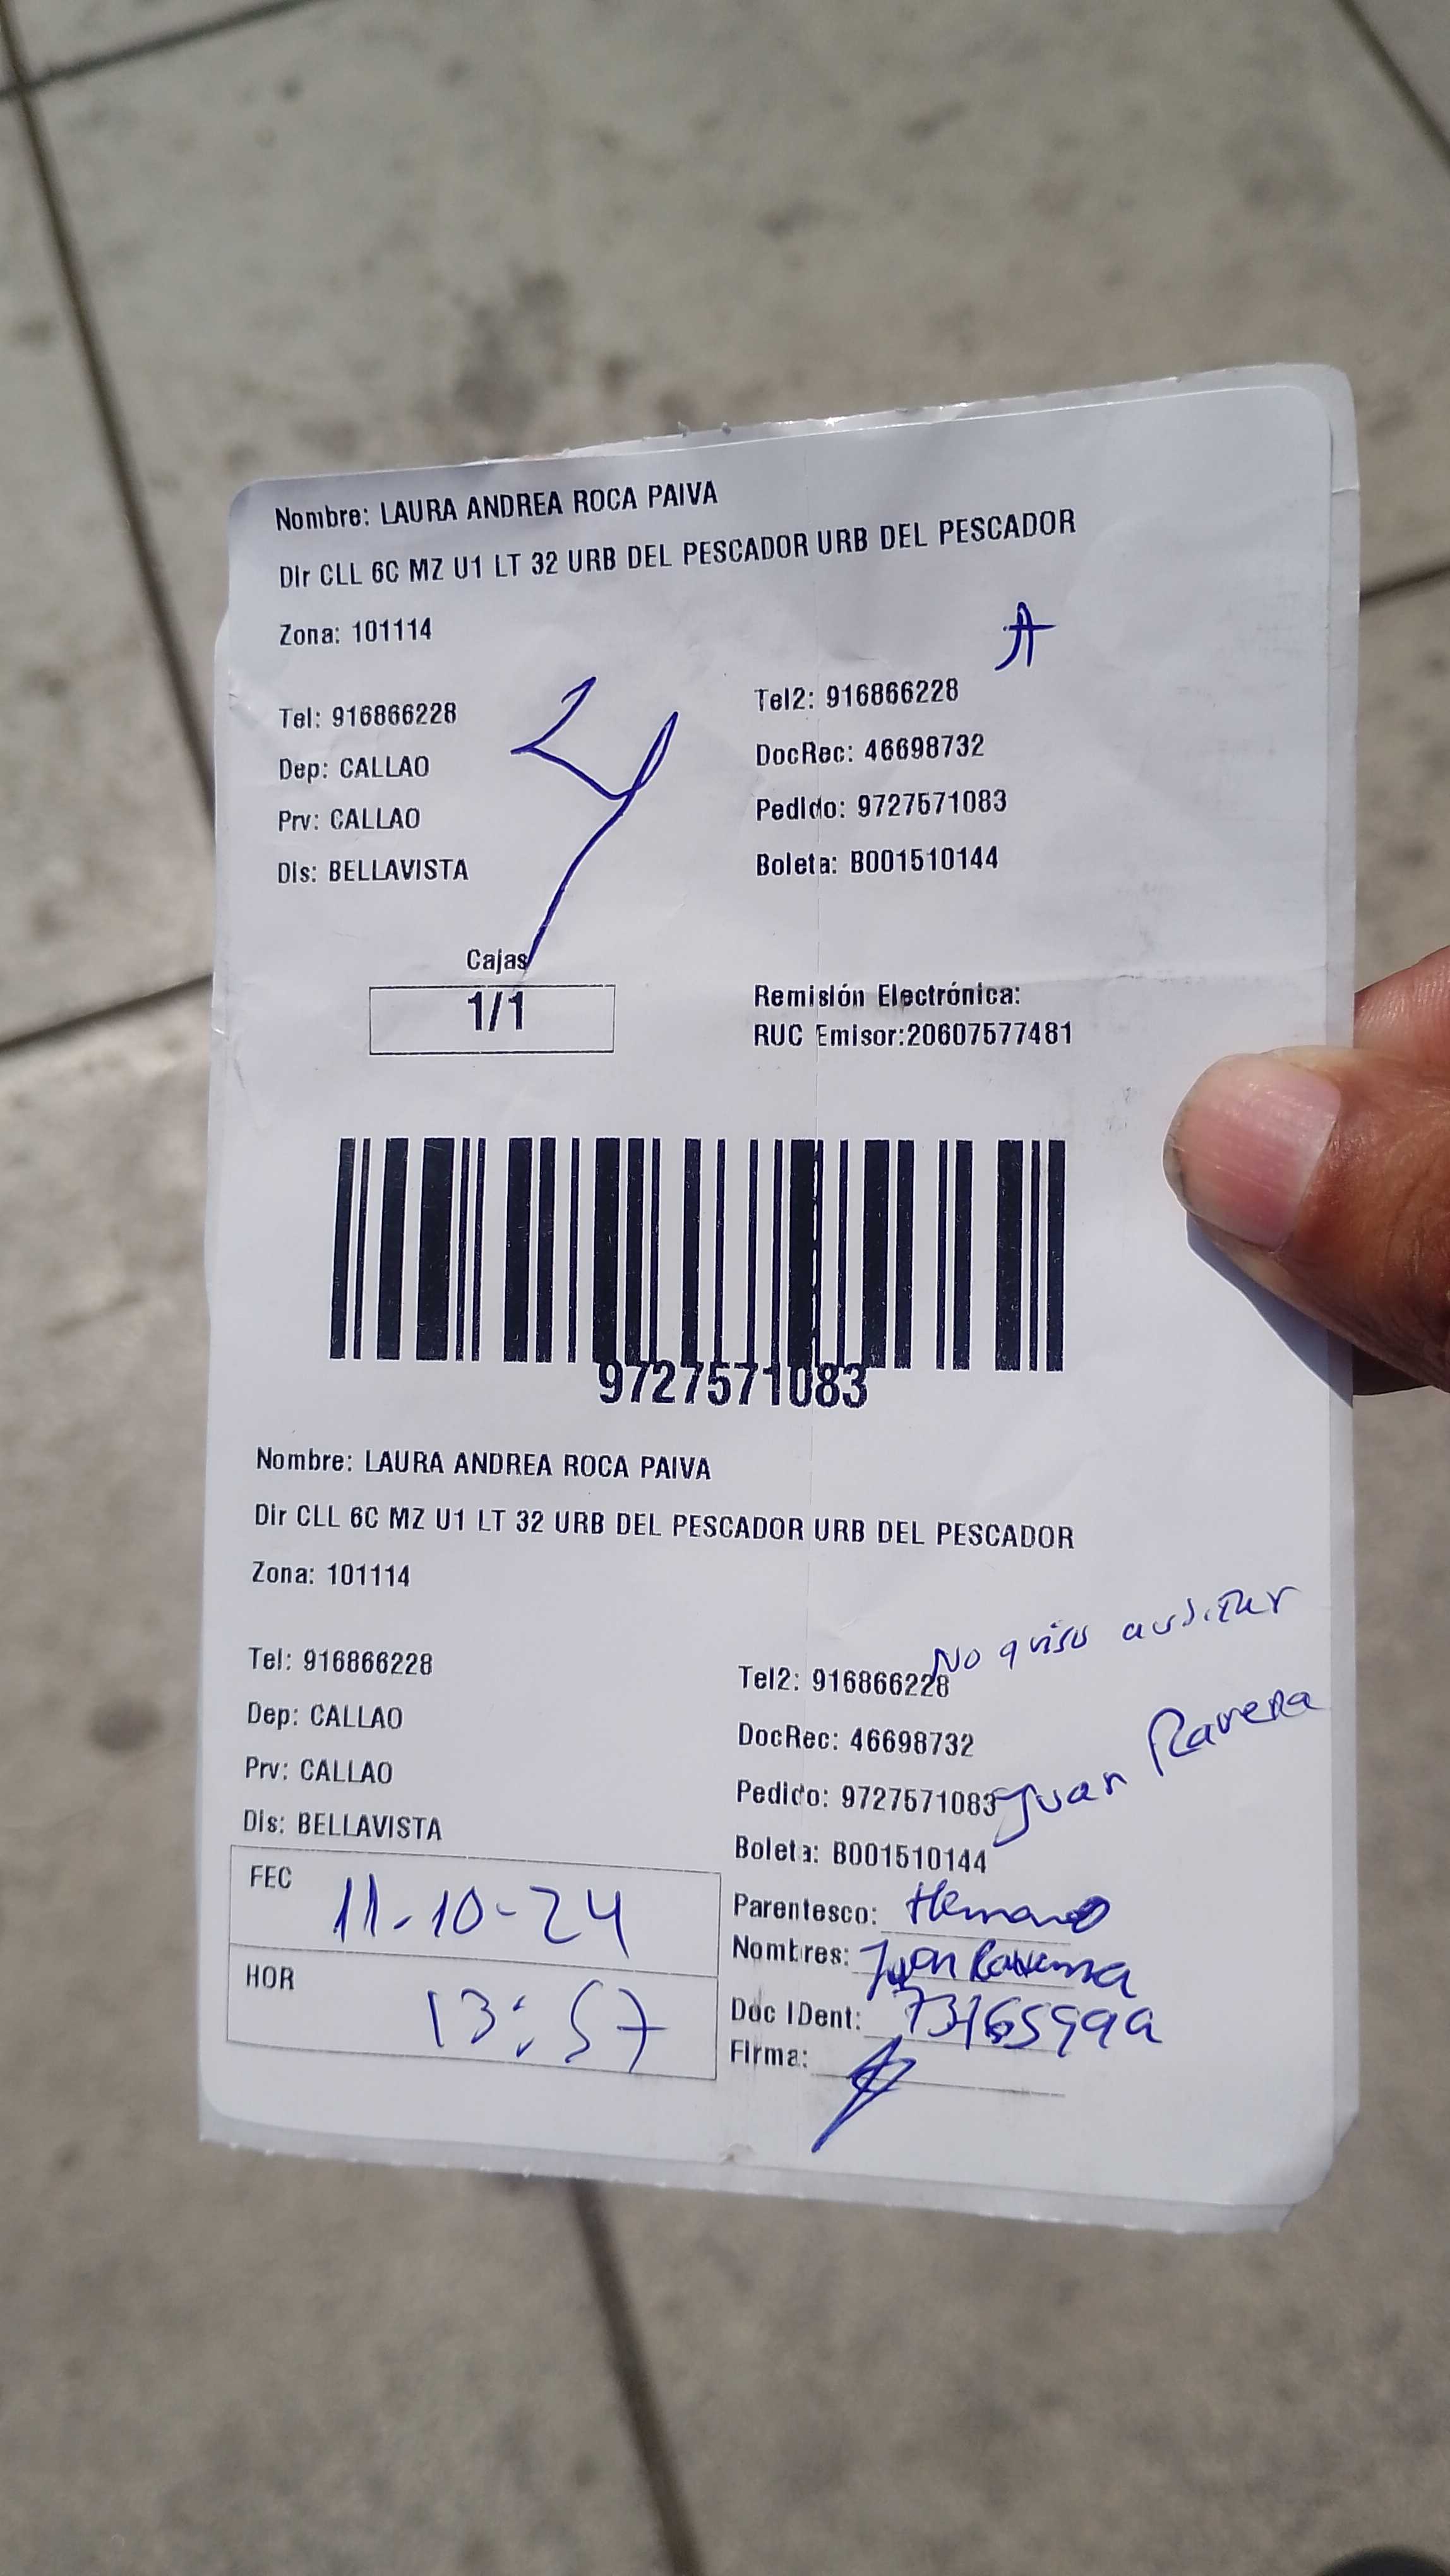 Nombre: LAURA ANDREA ROCA PAIVA
Dir CLL 6C MZ U1 LT 32 URB DEL PESCADOR URB DEL PESCADOR
Zona: 101114
A
Tel: 916866228
Tel2: 916866228
Dep: CALLAO
DocRec: 46698732
Prv: CALLAO
Pedido: 9727571083
Dis: BELLAVISTA
Boleta: B001510144
24
Cajas
1/1
Remisión Electrónica:
RUC Emisor:20607577481
9727571083
Nombre: LAURA ANDREA ROCA PAIVA
Dir CLL 6C MZ U1 LT 32 URB DEL PESCADOR URB DEL PESCADOR
Zona: 101114
No quiso auditar
Tel: 916866228
Tel2: 916866228
Dep: CALLAO
DocRec: 46698732
Juan Ravena
Prv: CALLAO
Pedido: 9727571083
Dis: BELLAVISTA
Boleta: B001510144
FEC 11-10-24
Parentesco: Hermano
Nombres: Juan
HOR 13:57
Doc IDent:
Firma: